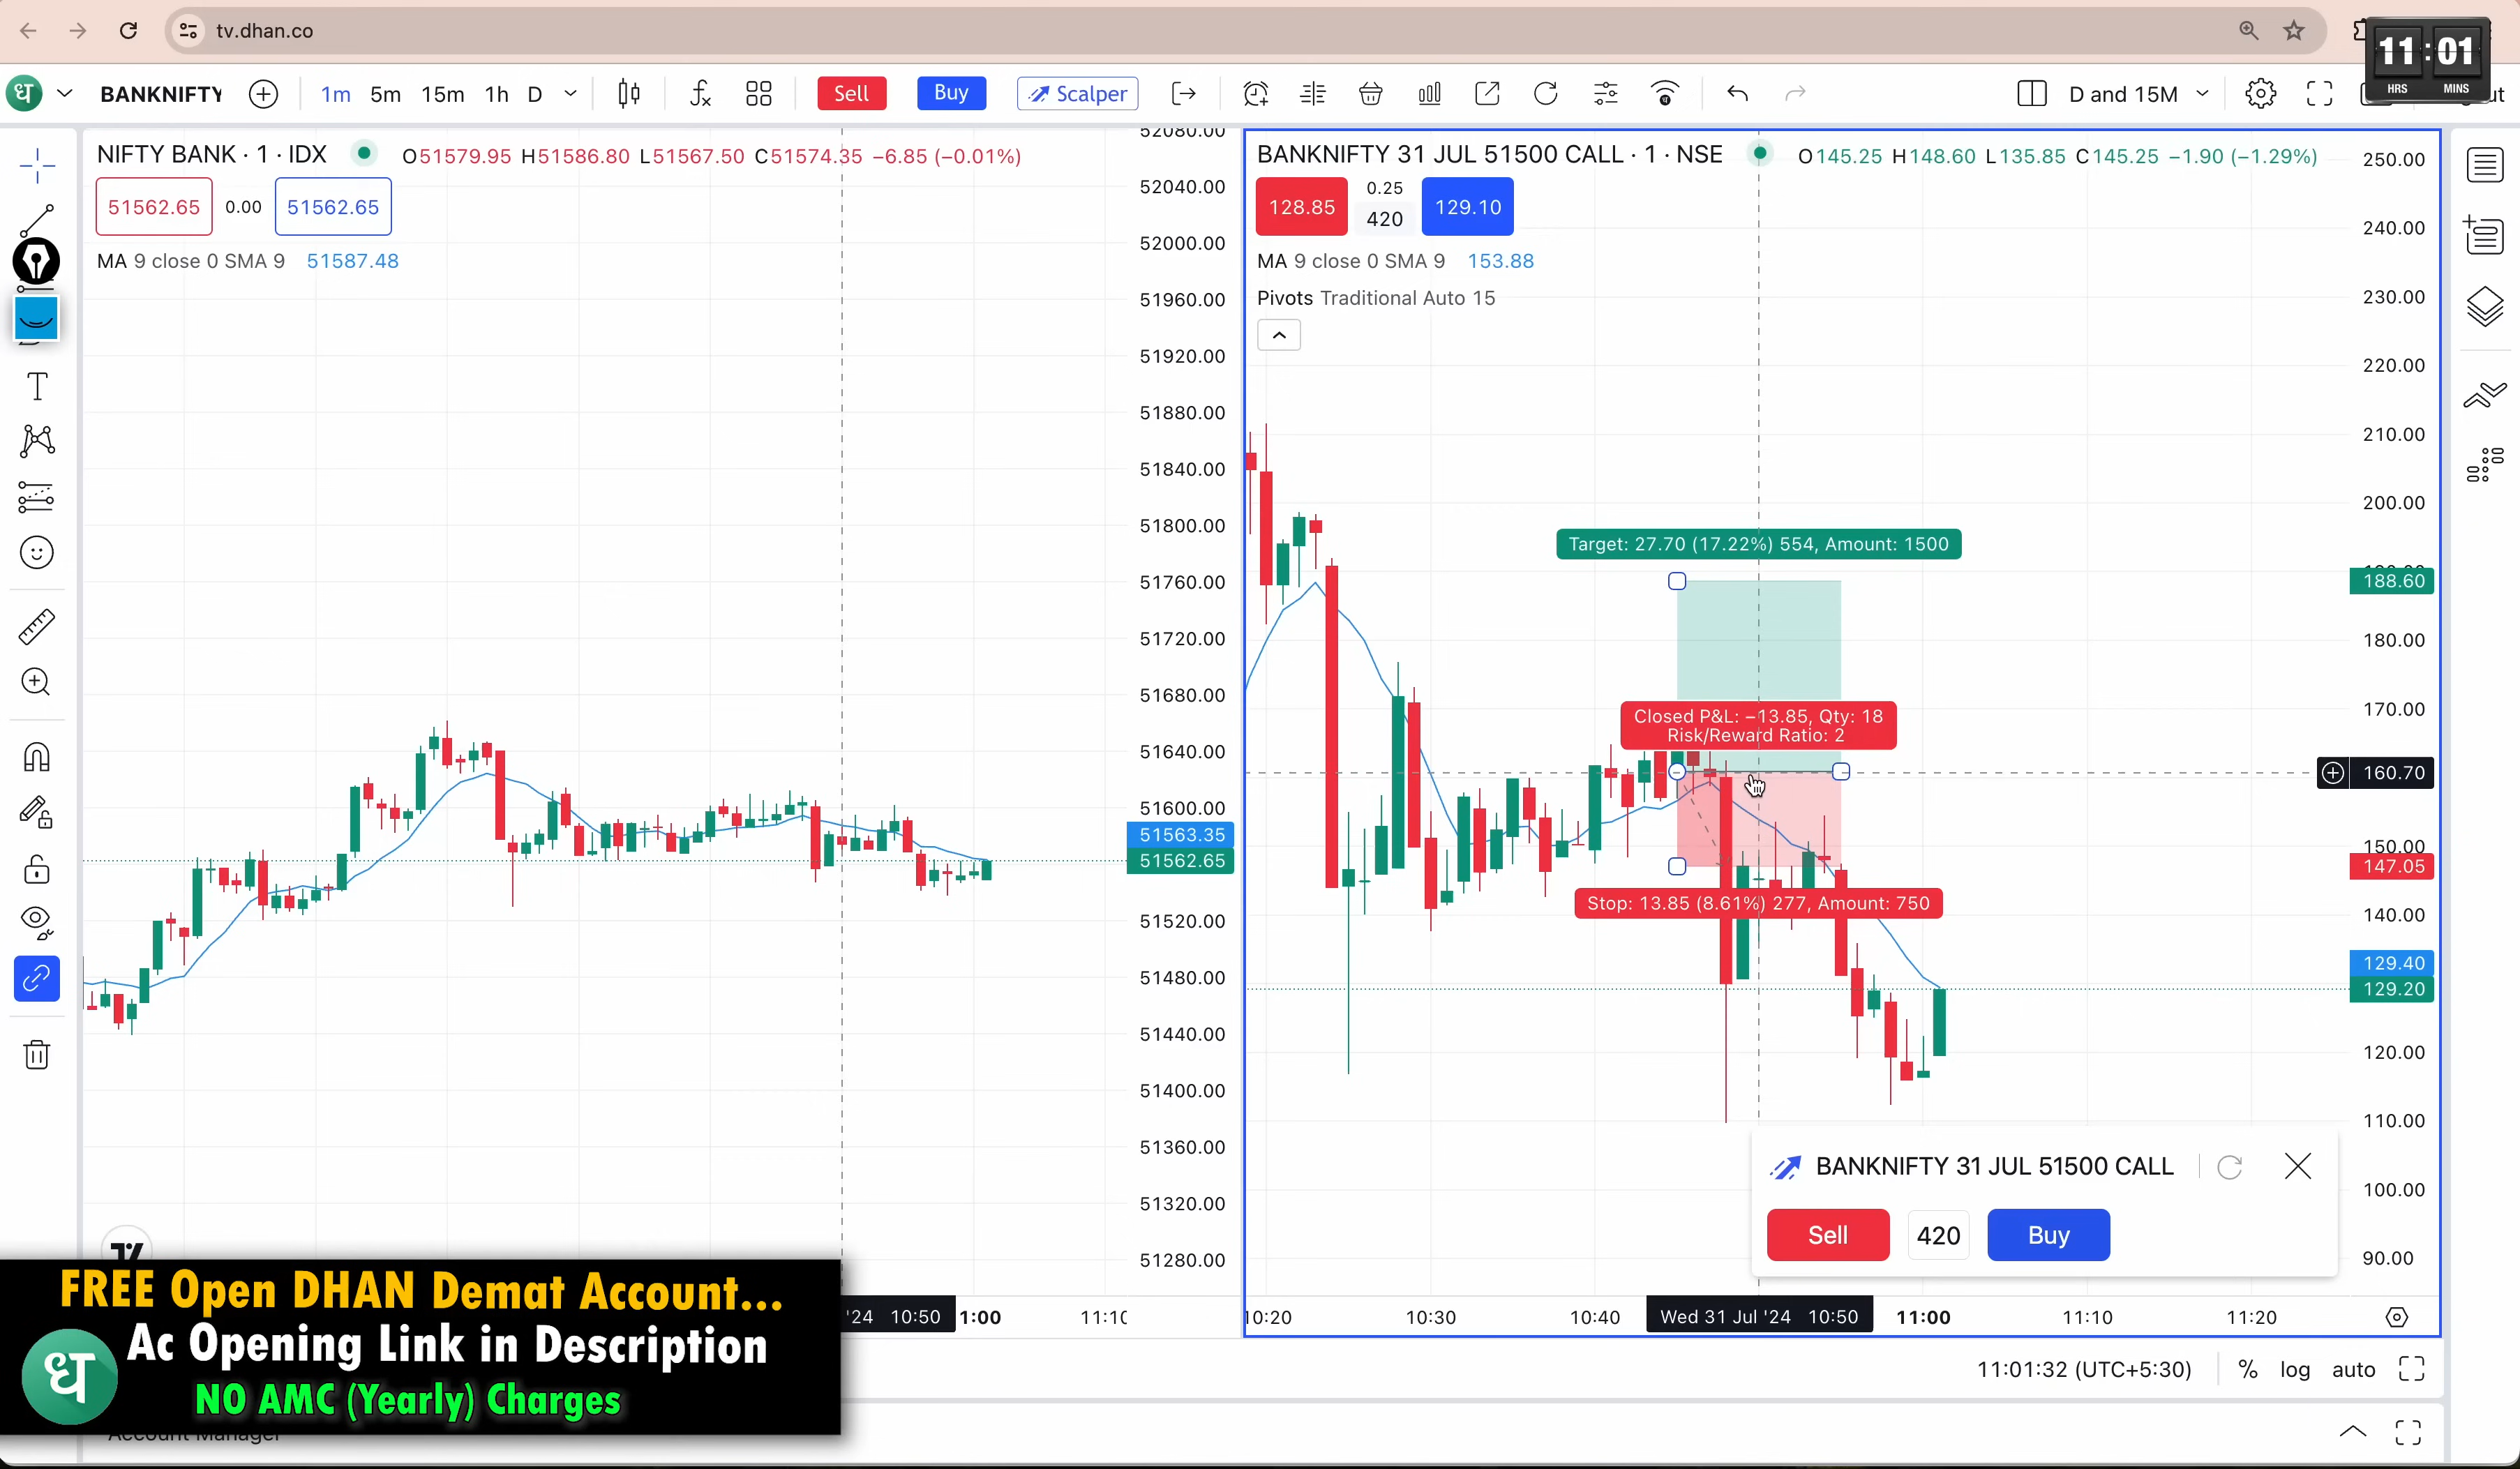 tv.dhan.co
11:01
HRS MINS
ध
BANKNIFTY
1m 5m 15m 1h D
Sell Buy Scalper
D and 15M
NIFTY BANK · 1 · IDX
O51579.95 H51586.80 L51567.50 C51574.35 −6.85 (−0.01%)
51562.65 0.00 51562.65
MA 9 close 0 SMA 9 51587.48
52080.00
52040.00
52000.00
51960.00
51920.00
51880.00
51840.00
51800.00
51760.00
51720.00
51680.00
51640.00
51600.00
51563.35
51562.65
51520.00
51480.00
51440.00
51400.00
51360.00
51320.00
51280.00
'24 10:50 1:00 11:10
BANKNIFTY 31 JUL 51500 CALL · 1 · NSE
O145.25 H148.60 L135.85 C145.25 −1.90 (−1.29%)
128.85 0.25 129.10
420
MA 9 close 0 SMA 9 153.88
Pivots Traditional Auto 15
Target: 27.70 (17.22%) 554, Amount: 1500
Closed P&L: −13.85, Qty: 18
Risk/Reward Ratio: 2
Stop: 13.85 (8.61%) 277, Amount: 750
250.00
240.00
230.00
220.00
210.00
200.00
188.60
180.00
170.00
160.70
150.00
147.05
140.00
129.40
129.20
120.00
110.00
100.00
90.00
BANKNIFTY 31 JUL 51500 CALL
Sell 420 Buy
10:20 10:30 10:40 Wed 31 Jul '24 10:50 11:00 11:10 11:20
11:01:32 (UTC+5:30) % log auto
FREE Open DHAN Demat Account...
ध
Ac Opening Link in Description
NO AMC (Yearly) Charges
Account Manager